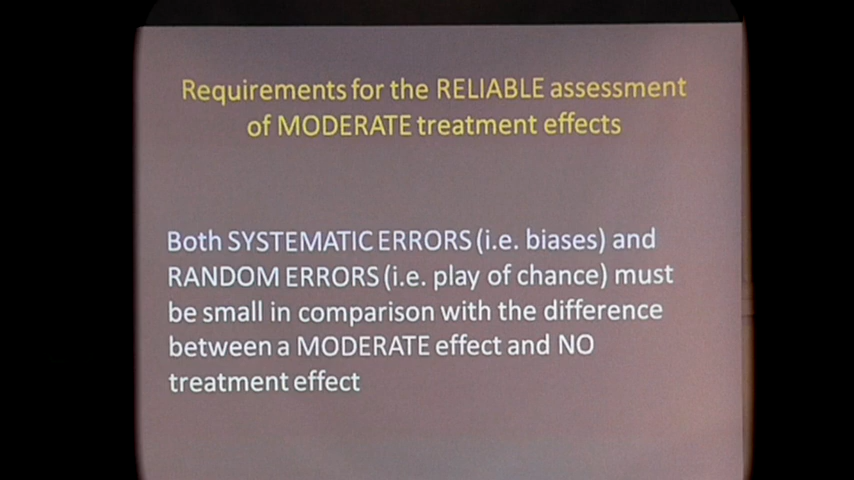 Requirements for the RELIABLE assessment
of MODERATE treatment effects
Both SYSTEMATIC ERRORS (i.e. biases) and
RANDOM ERRORS (i.e. play of chance) must
be small in comparison with the difference
between a MODERATE effect and NO
treatment effect